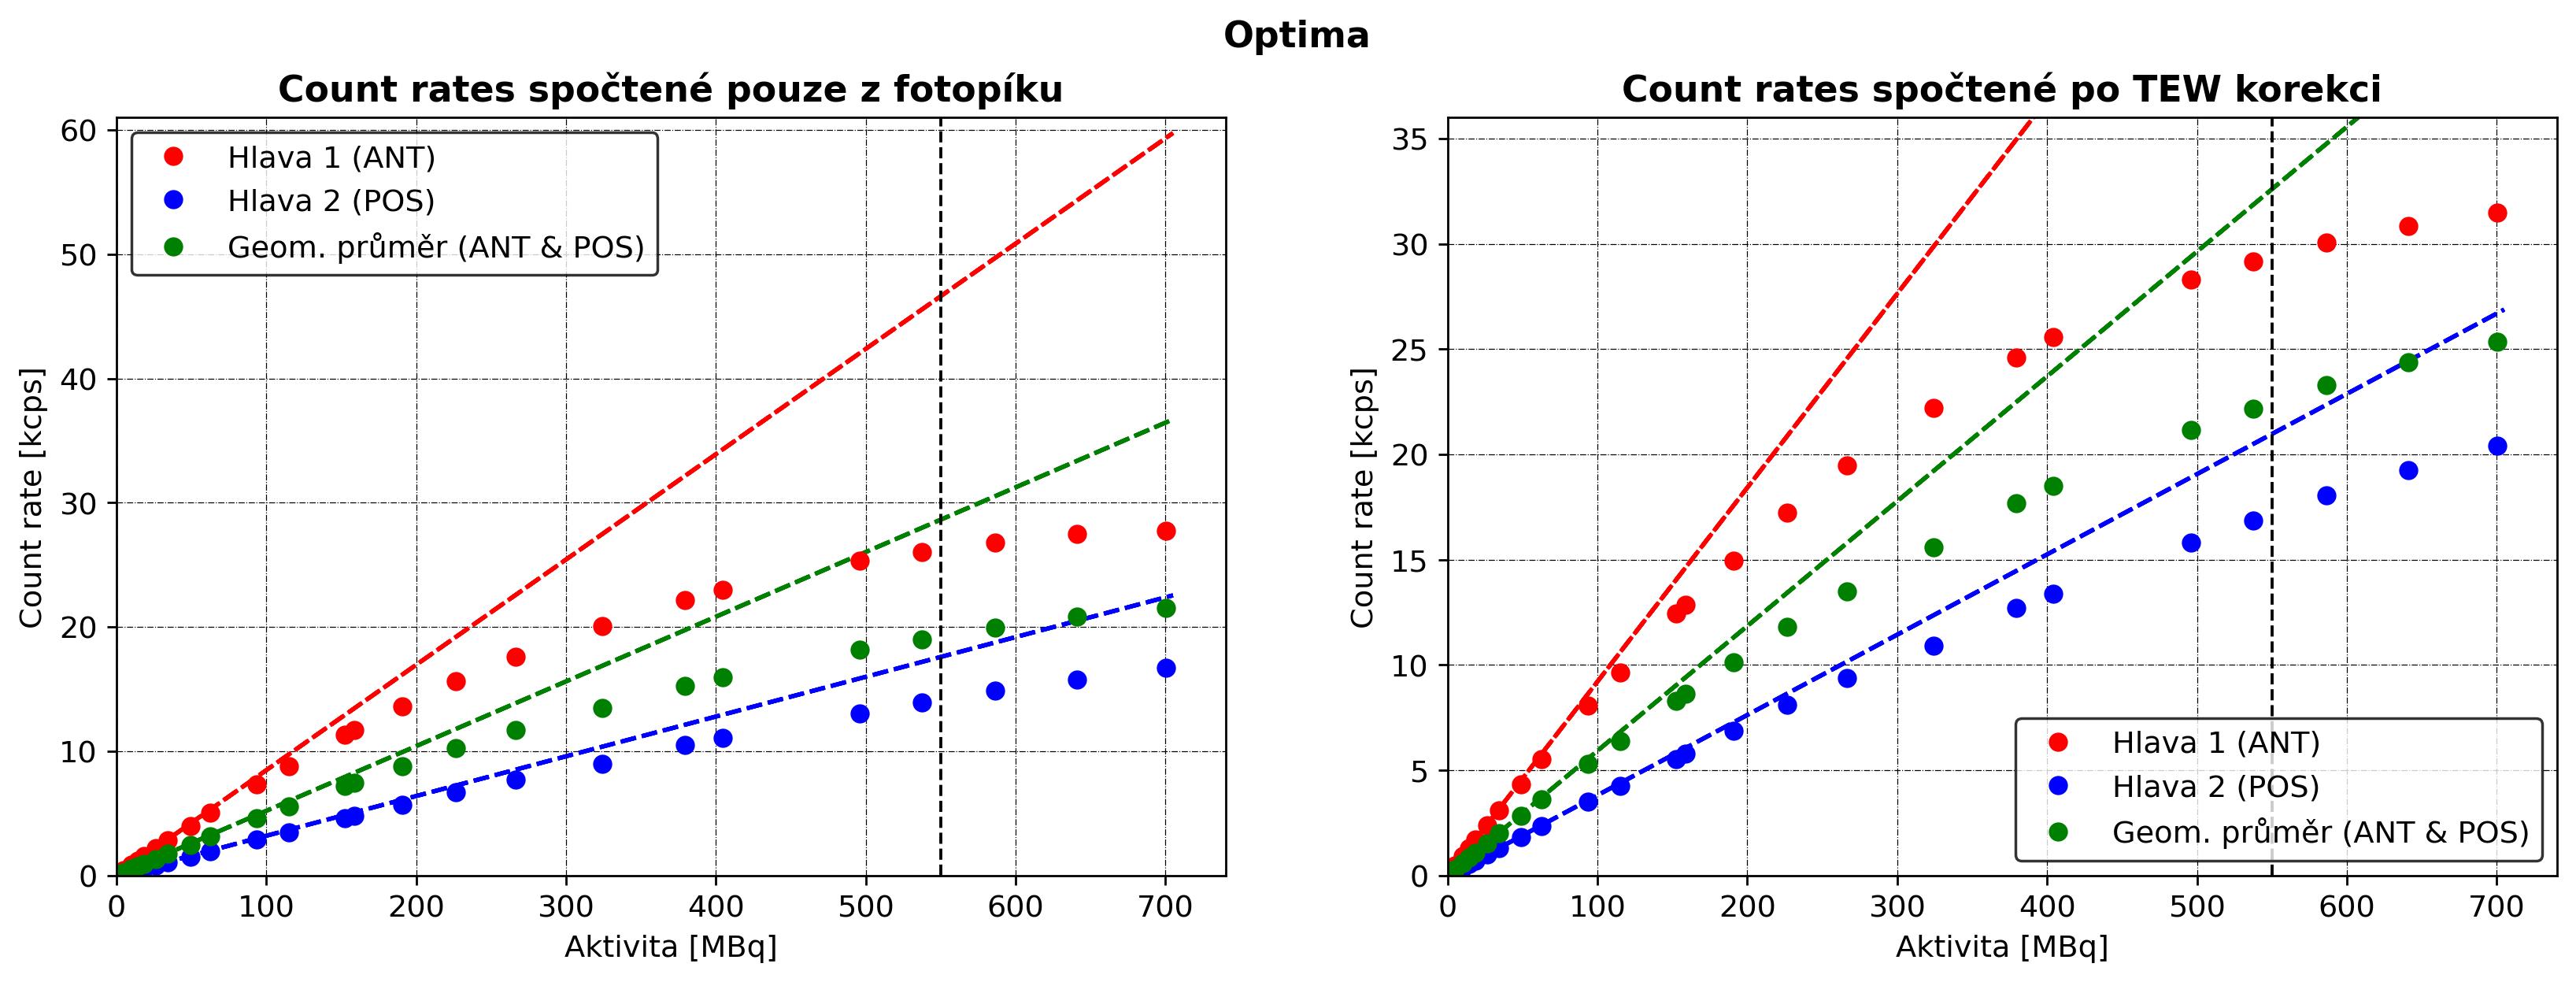 Optima
Count rates spočtené pouze z fotopíku
60
50
40
30
20
10
0
Count rate [kcps]
Hlava 1 (ANT)
Hlava 2 (POS)
Geom. průměr (ANT & POS)
0 100 200 300 400 500 600 700
Aktivita [MBq]
Count rates spočtené po TEW korekci
35
30
25
20
15
10
5
0
Count rate [kcps]
Hlava 1 (ANT)
Hlava 2 (POS)
Geom. průměr (ANT & POS)
0 100 200 300 400 500 600 700
Aktivita [MBq]